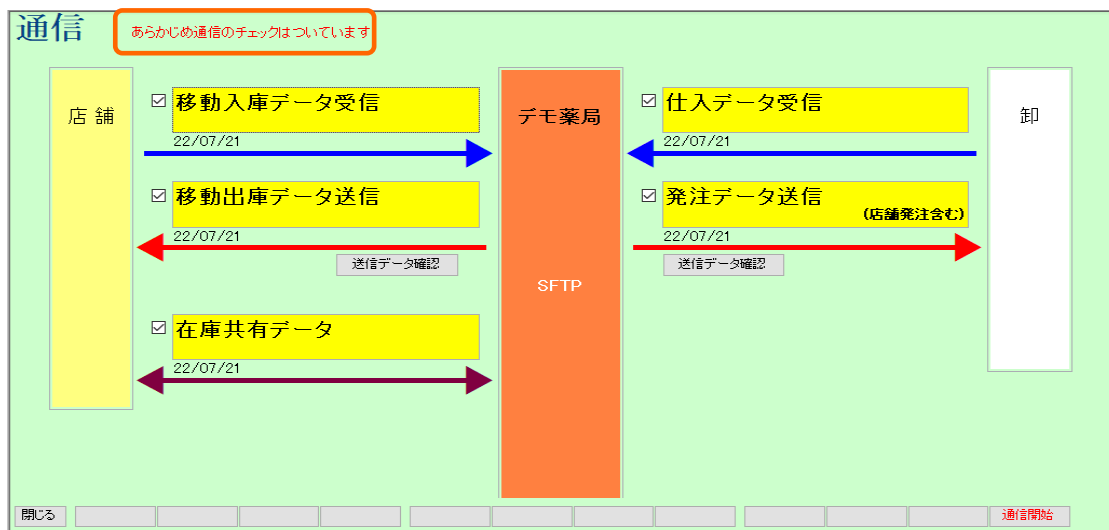 通信
あらかじめ通信のチェックはついています
店 舗
移動入庫データ受信
22/07/21
移動出庫データ送信
22/07/21
送信データ確認
在庫共有データ
22/07/21
デモ薬局
SFTP
仕入データ受信
22/07/21
発注データ送信
(店舗発注含む)
22/07/21
送信データ確認
卸
閉じる
通信開始